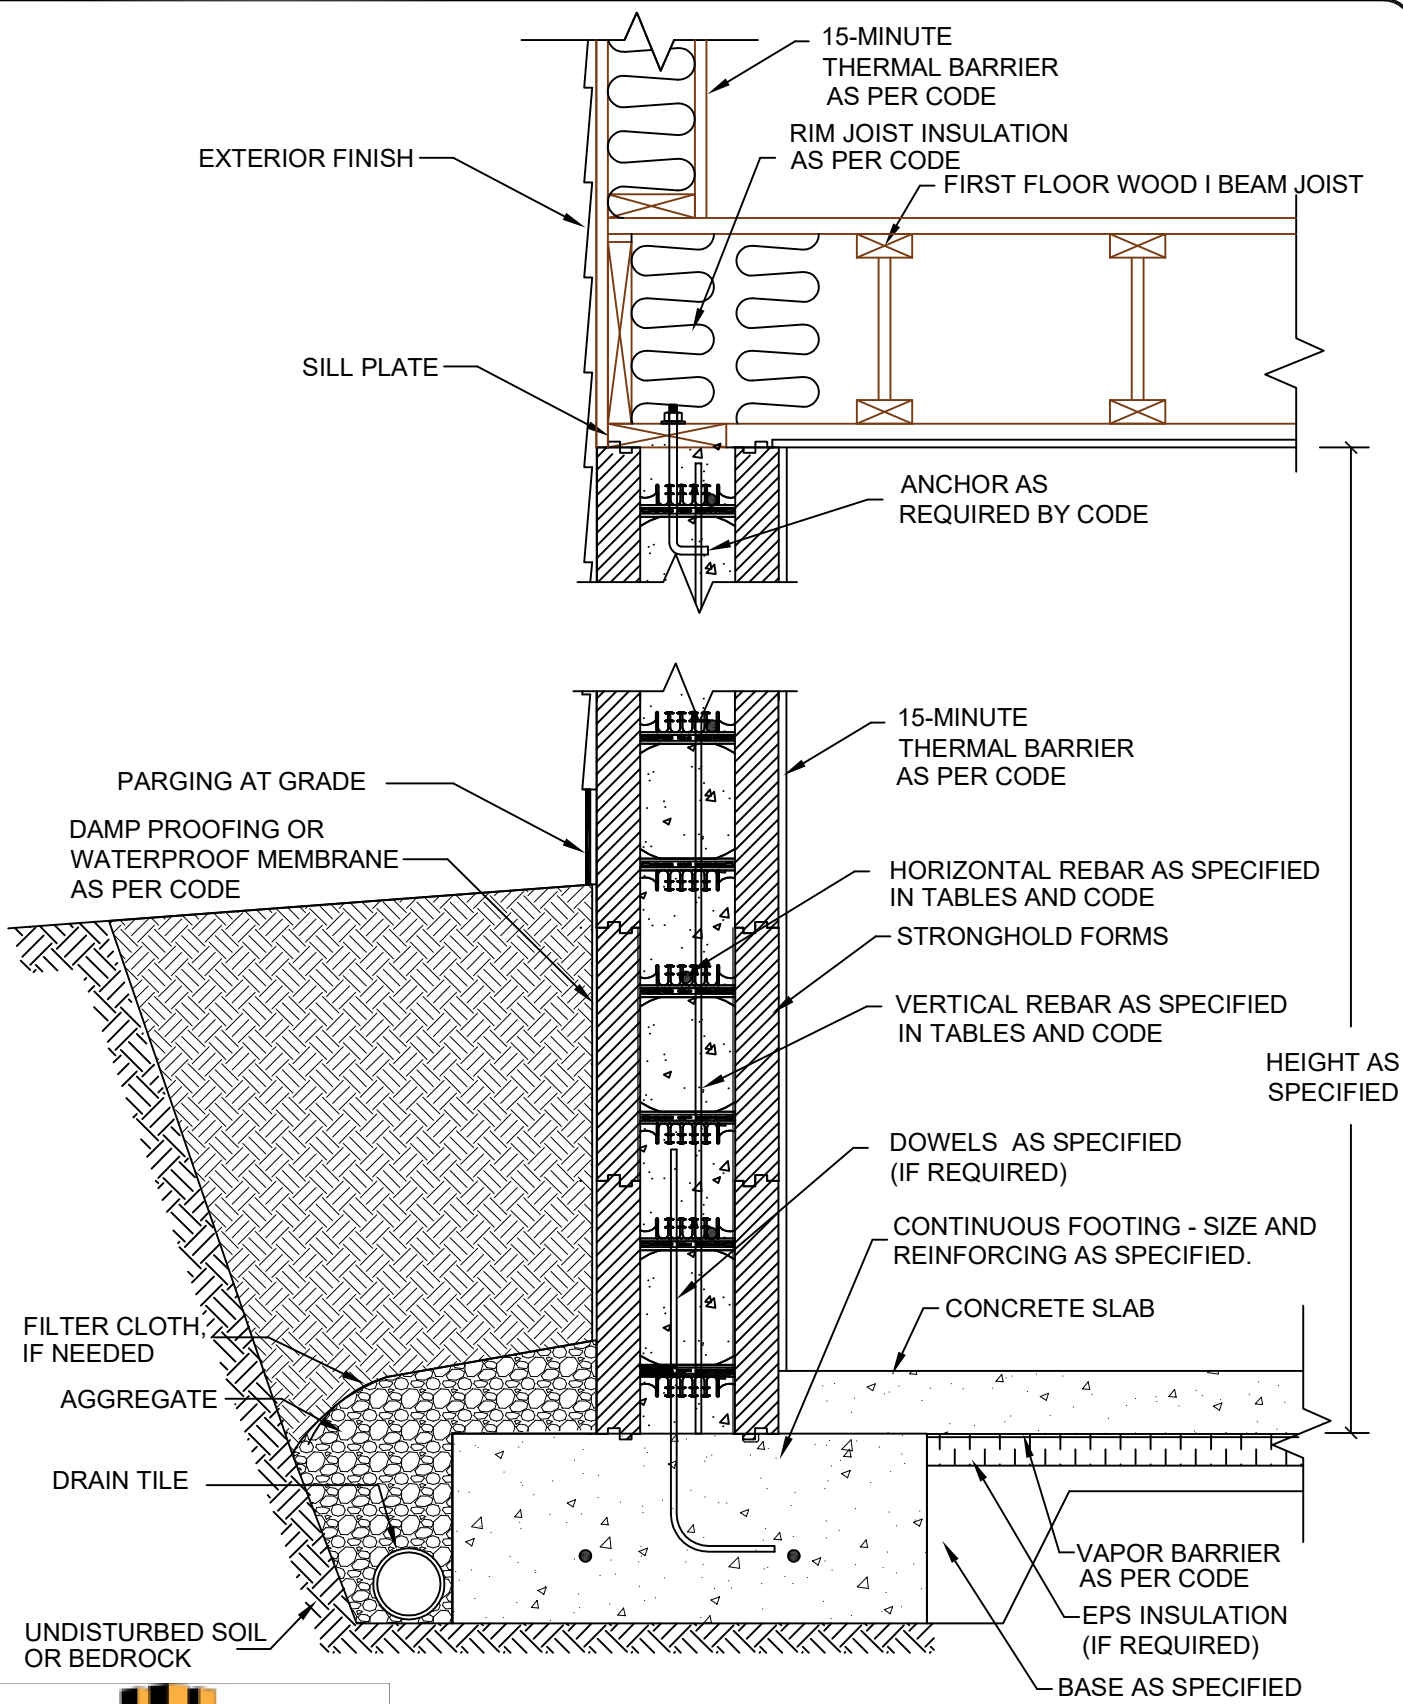 15-MINUTE
THERMAL BARRIER
AS PER CODE
RIM JOIST INSULATION
AS PER CODE
EXTERIOR FINISH
FIRST FLOOR WOOD I BEAM JOIST
SILL PLATE
ANCHOR AS
REQUIRED BY CODE
15-MINUTE
THERMAL BARRIER
AS PER CODE
PARGING AT GRADE
DAMP PROOFING OR
WATERPROOF MEMBRANE
AS PER CODE
HORIZONTAL REBAR AS SPECIFIED
IN TABLES AND CODE
STRONGHOLD FORMS
VERTICAL REBAR AS SPECIFIED
IN TABLES AND CODE
HEIGHT AS
SPECIFIED
DOWELS AS SPECIFIED
(IF REQUIRED)
CONTINUOUS FOOTING - SIZE AND
REINFORCING AS SPECIFIED.
CONCRETE SLAB
FILTER CLOTH,
IF NEEDED
AGGREGATE
DRAIN TILE
VAPOR BARRIER
AS PER CODE
EPS INSULATION
(IF REQUIRED)
UNDISTURBED SOIL
OR BEDROCK
BASE AS SPECIFIED